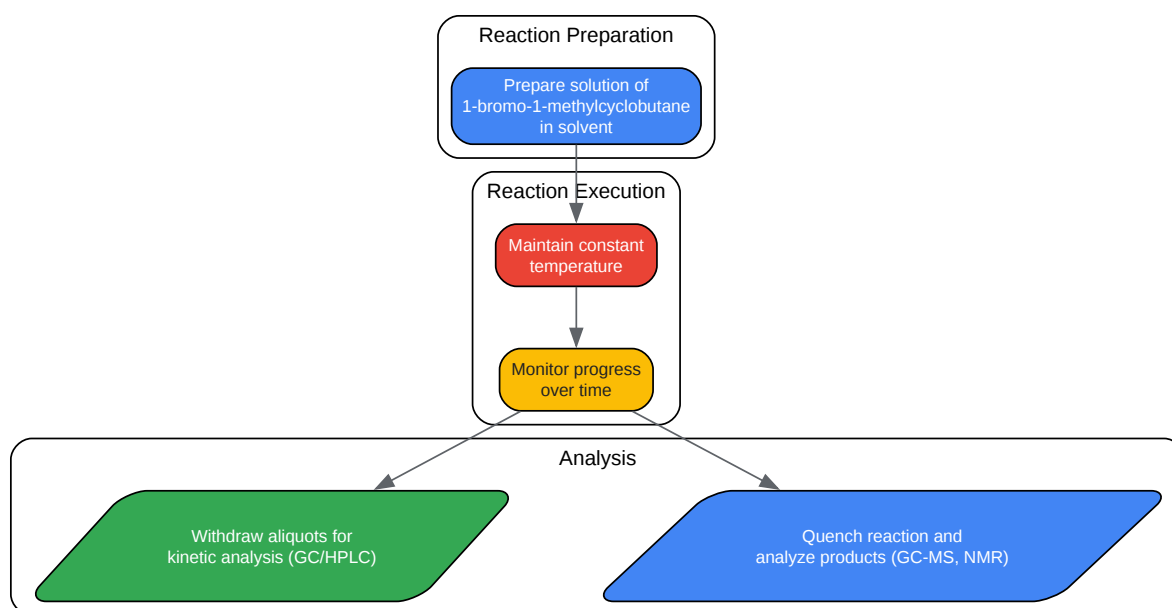 Reaction Preparation
Prepare solution of
1-bromo-1-methylcyclobutane
in solvent
Reaction Execution
Maintain constant
temperature
Monitor progress
over time
Analysis
Withdraw aliquots for
kinetic analysis (GC/HPLC)
Quench reaction and
analyze products (GC-MS, NMR)